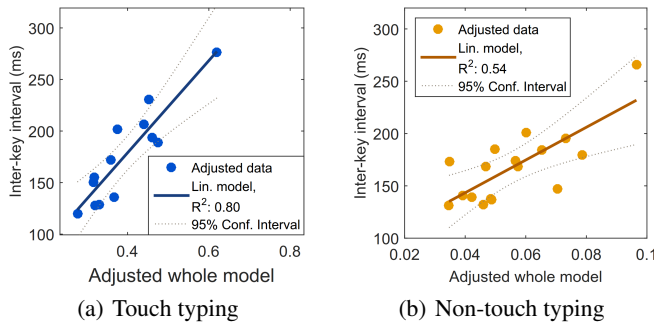 (a)
300
250
200
150
100
Inter-key interval (ms)
Adjusted data
Lin. model,
R²: 0.80
95% Conf. Interval
0.4
0.6
0.8
Adjusted whole model
(a) Touch typing
(b)
300
250
200
150
100
Inter-key interval (ms)
Adjusted data
Lin. model,
R²: 0.54
95% Conf. Interval
0.02
0.04
0.06
0.08
0.1
Adjusted whole model
(b) Non-touch typing